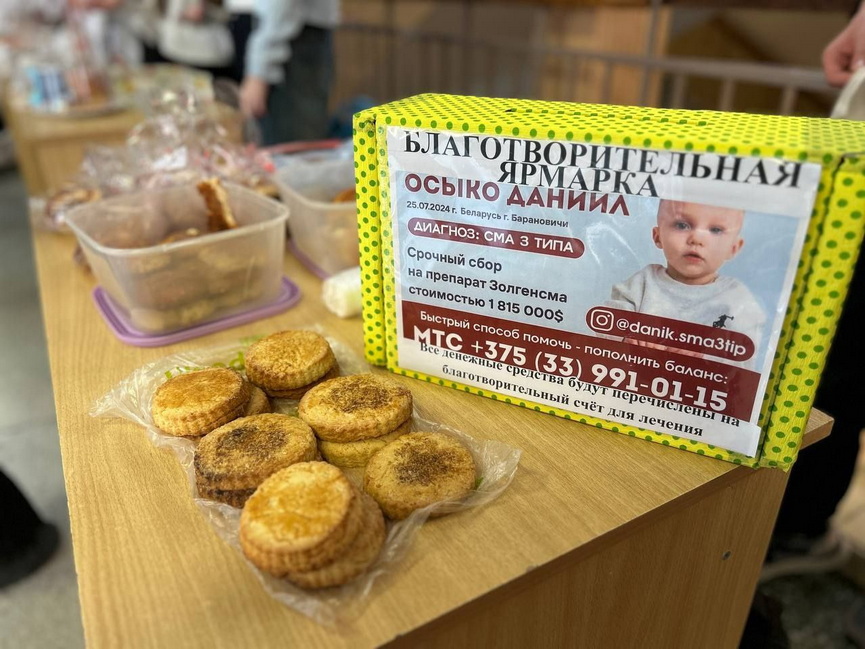 БЛАГОТВОРИТЕЛЬНАЯ
ЯРМАРКА
ОСЫКО ДАНИИЛ
25.07.2024 г. Беларусь г. Барановичи
ДИАГНОЗ: СМА 3 ТИПА
Срочный сбор
на препарат Золгенсма
стоимостью 1 815 000$
@danik.sma3tip
Быстрый способ помочь - пополнить баланс:
МТС +375 (33) 991-01-15
Все денежные средства будут перечислены на
благотворительный счёт для лечения